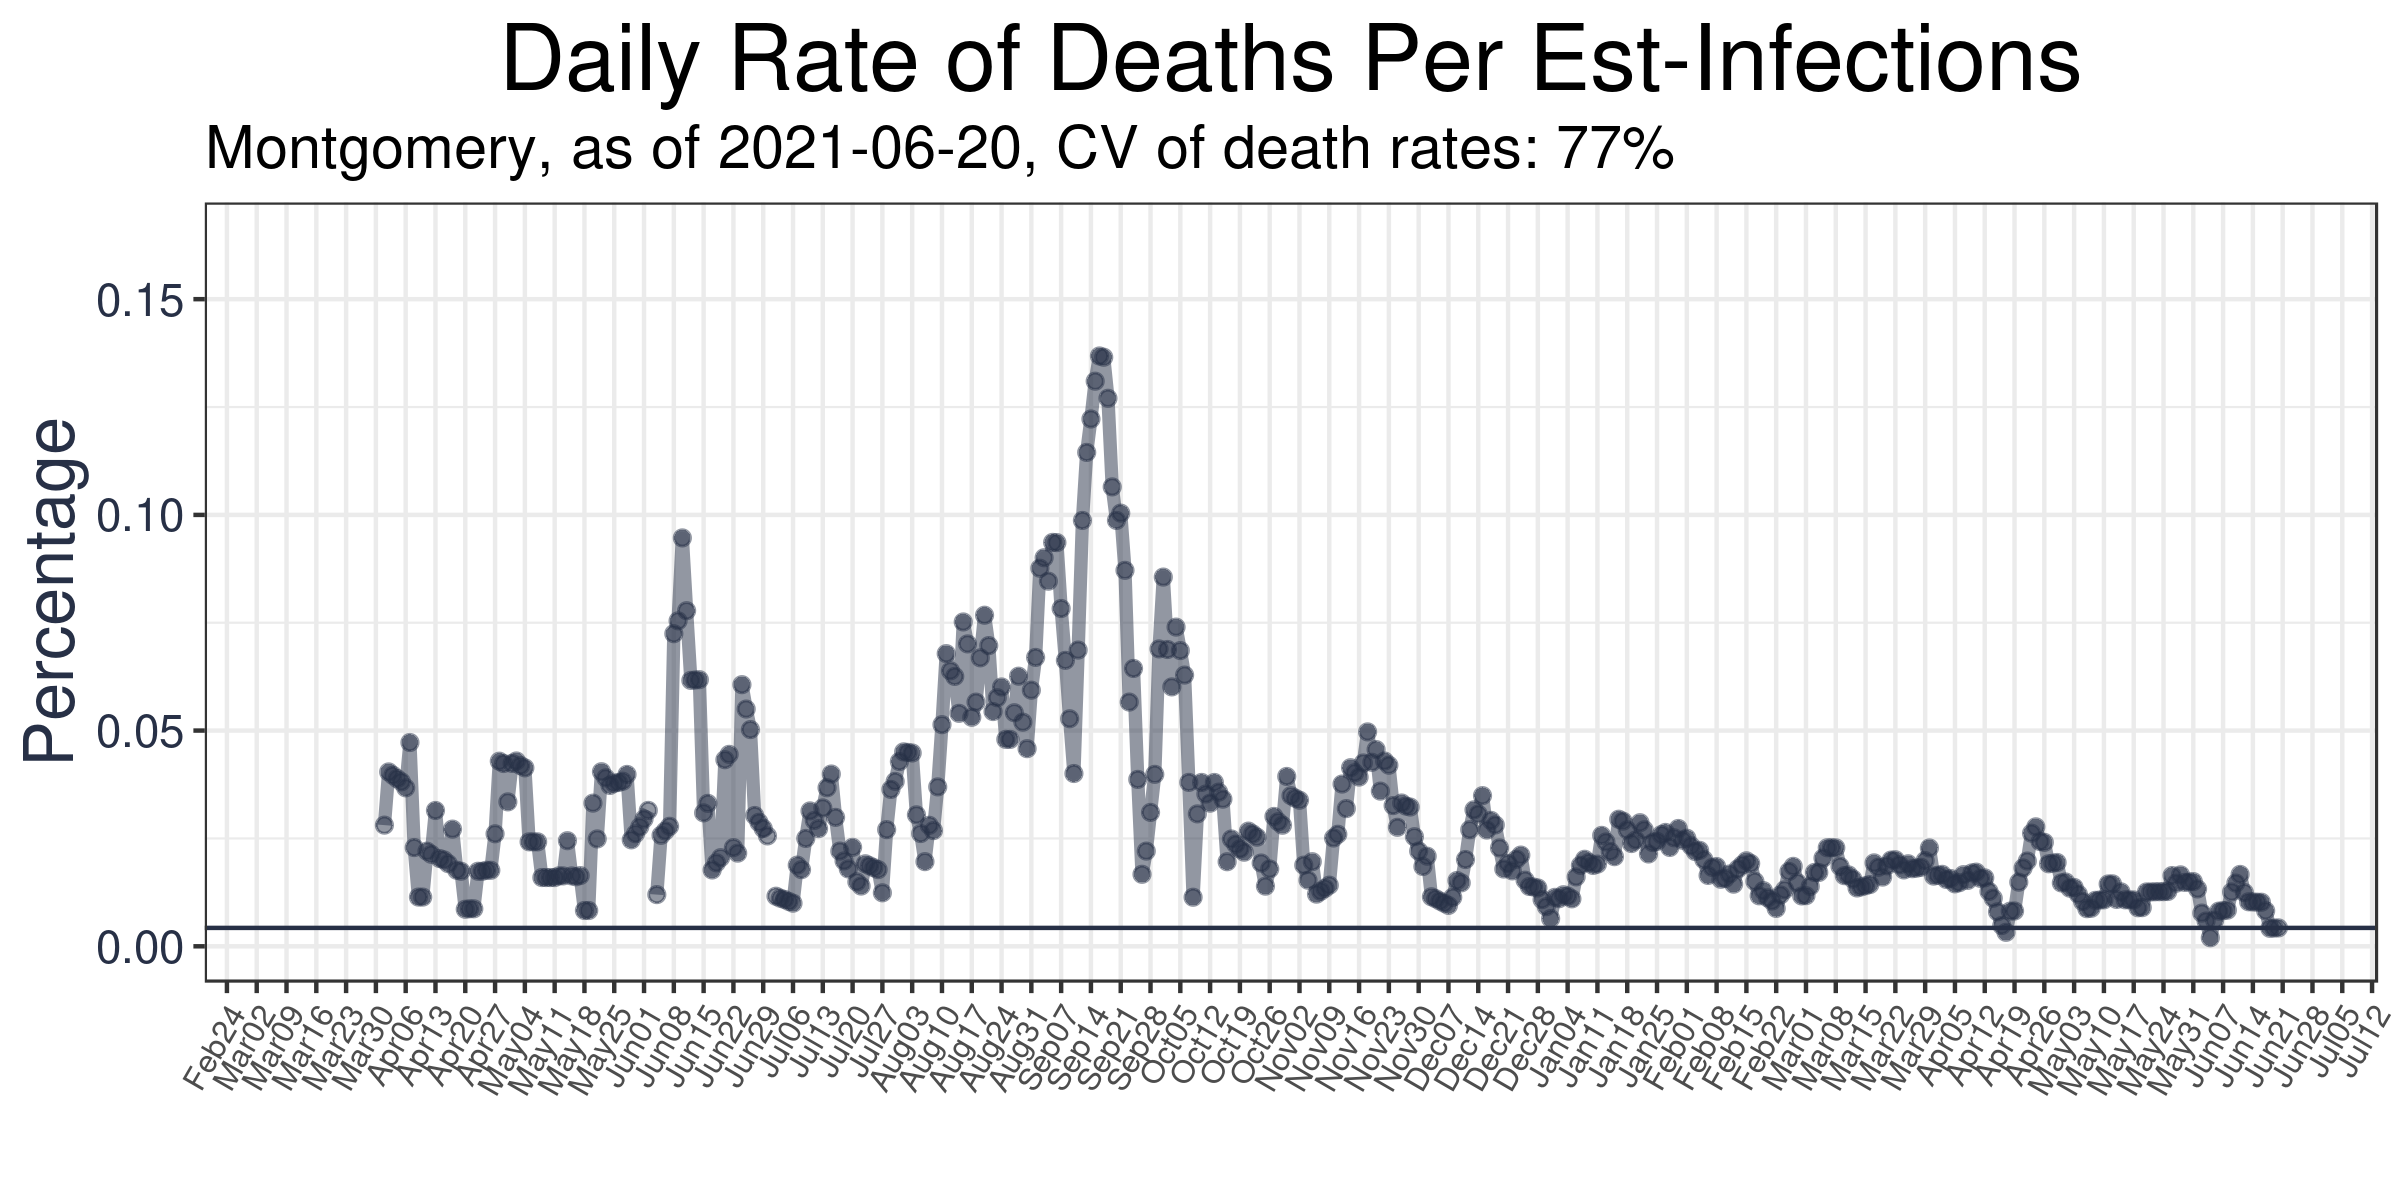 Daily Rate of Deaths Per Est-Infections
Montgomery, as of 2021-06-20, CV of death rates: 77%
Percentage
0.15
0.10
0.05
0.00
Feb24
Mar02
Mar09
Mar16
Mar23
Mar30
Apr06
Apr13
Apr20
Apr27
May04
May11
May18
May25
Jun01
Jun08
Jun15
Jun22
Jun29
Jul06
Jul13
Jul20
Jul27
Aug03
Aug10
Aug17
Aug24
Aug31
Sep07
Sep14
Sep21
Sep28
Oct05
Oct12
Oct19
Oct26
Nov02
Nov09
Nov16
Nov23
Nov30
Dec07
Dec14
Dec21
Dec28
Jan04
Jan11
Jan18
Jan25
Feb01
Feb08
Feb15
Feb22
Mar01
Mar08
Mar15
Mar22
Mar29
Apr05
Apr12
Apr19
Apr26
May03
May10
May17
May24
May31
Jun07
Jun14
Jun21
Jun28
Jul05
Jul12